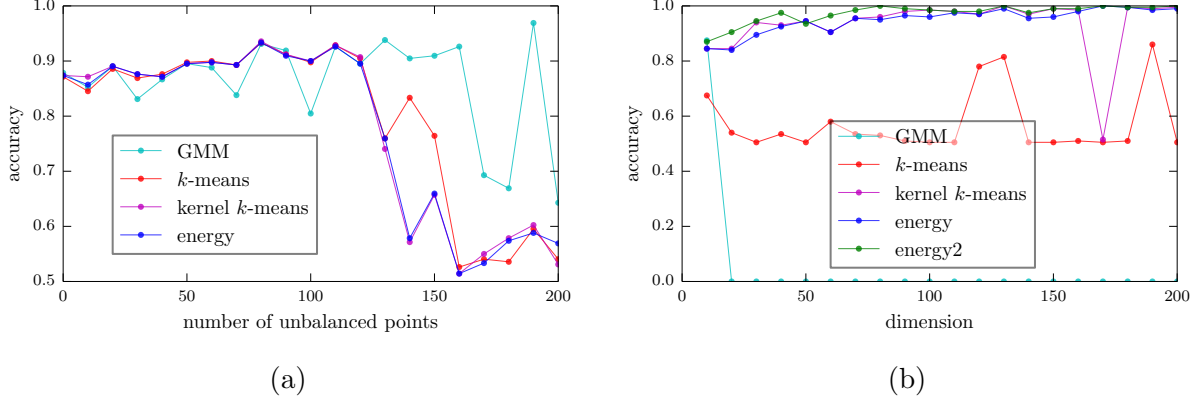 accuracy
1.0
0.9
0.8
0.7
0.6
0.5
0
50
100
150
200
number of unbalanced points
GMM
k-means
kernel k-means
energy
(a)
accuracy
1.0
0.8
0.6
0.4
0.2
0.0
0
50
100
150
200
dimension
GMM
k-means
kernel k-means
energy
energy2
(b)